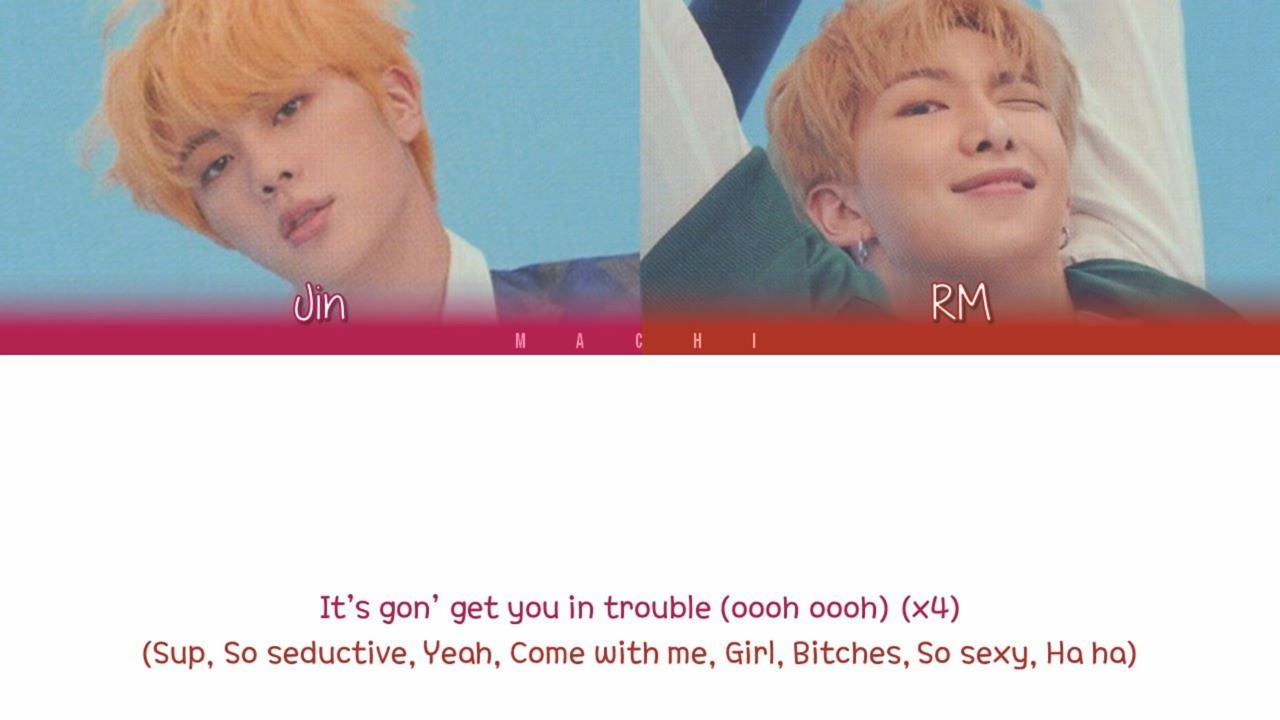 Jin
RM
M A C H I
It's gon' get you in trouble (oooh oooh) (x4)
(Sup, So seductive, Yeah, Come with me, Girl, Bitches, So sexy, Ha ha)